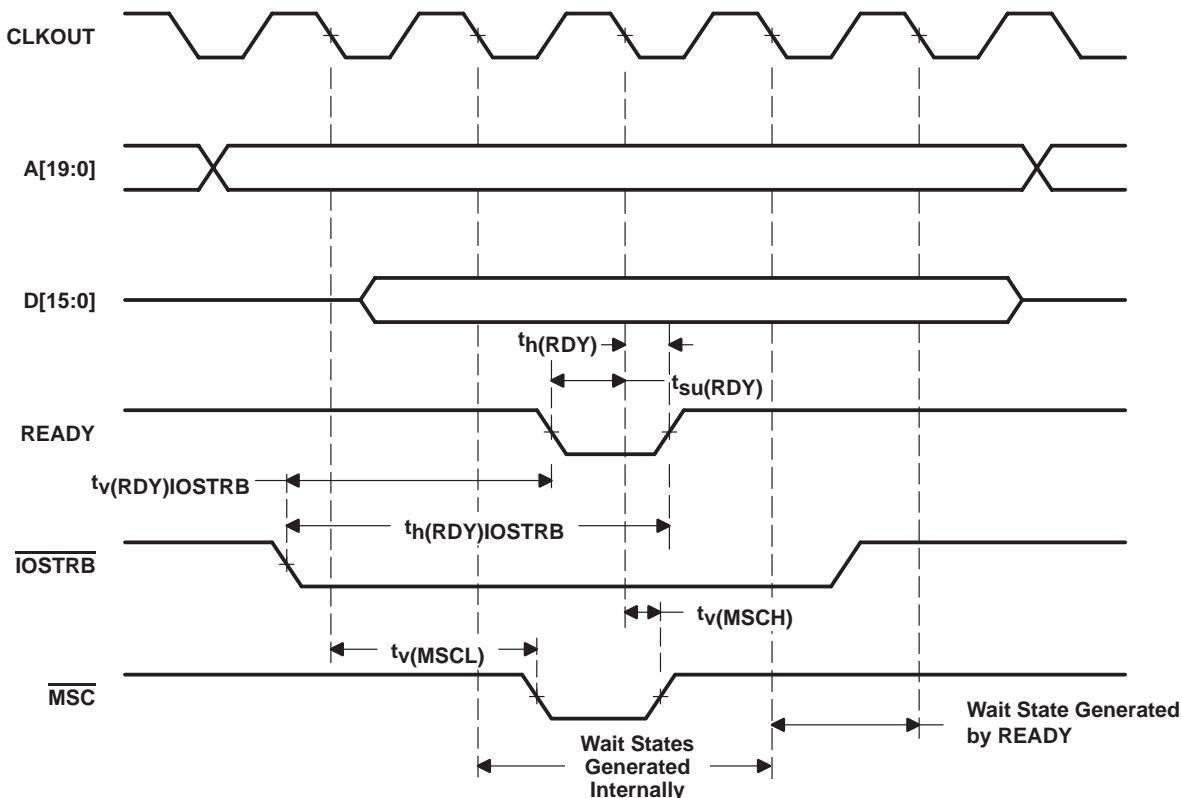 CLKOUT
A[19:0]
D[15:0]
th(RDY)
tsu(RDY)
READY
tv(RDY)IOSTRB
th(RDY)IOSTRB
IOSTRB
tv(MSCH)
tv(MSCL)
MSC
Wait State Generated
by READY
Wait States
Generated
Internally